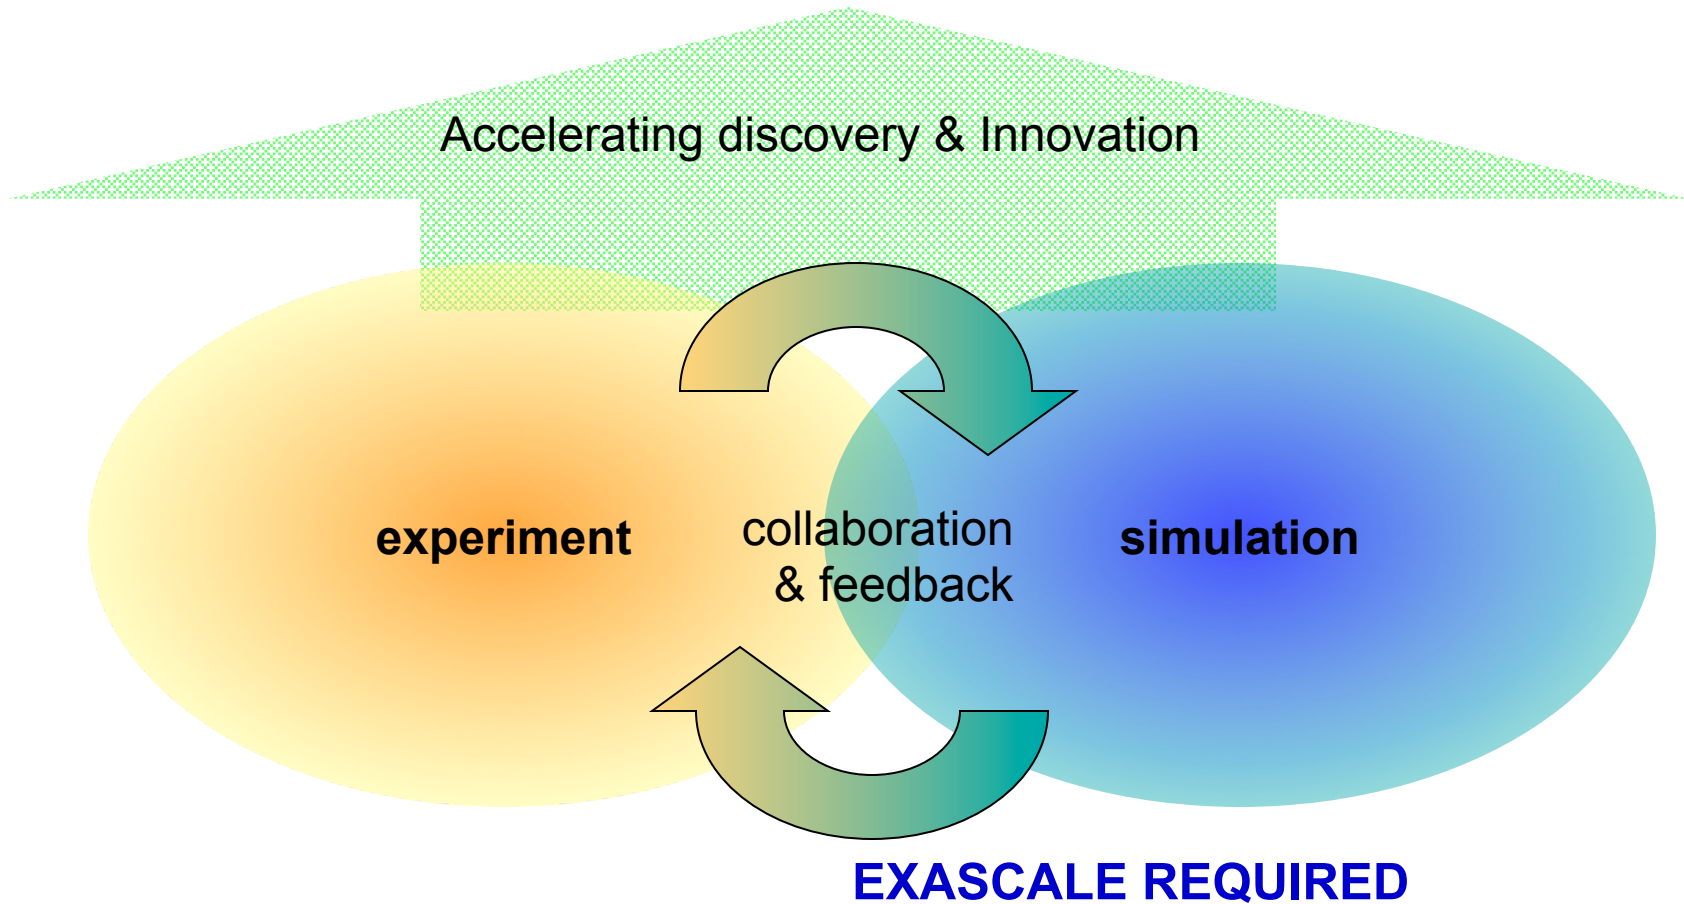 Accelerating discovery & Innovation
experiment
collaboration
& feedback
simulation
EXASCALE REQUIRED